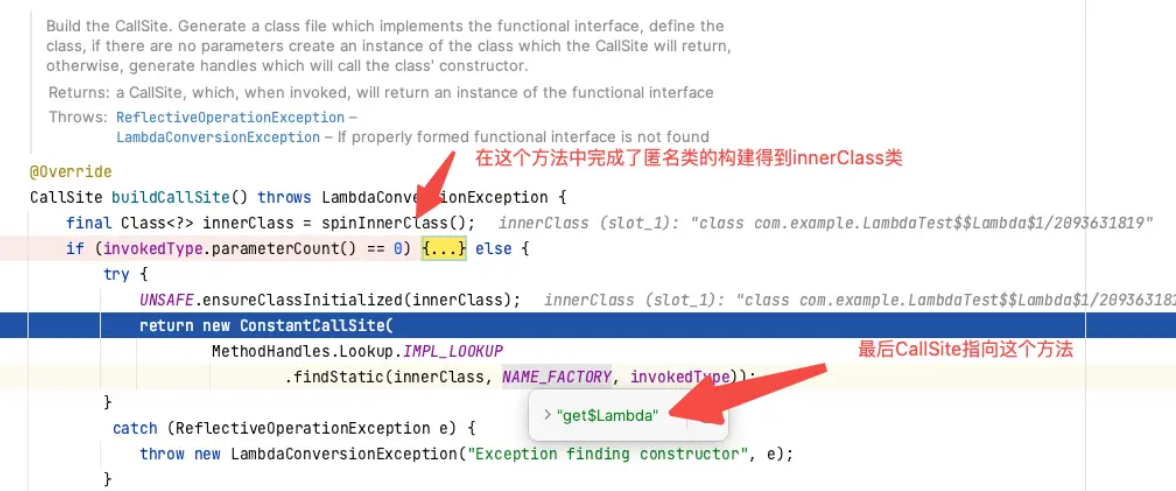 Build the CallSite. Generate a class file which implements the functional interface, define the
class, if there are no parameters create an instance of the class which the CallSite will return,
otherwise, generate handles which will call the class' constructor.
Returns: a CallSite, which, when invoked, will return an instance of the functional interface
Throws: ReflectiveOperationException –
LambdaConversionException – If properly formed functional interface is not found
在这个方法中完成了匿名类的构建得到innerClass类
@Override
CallSite buildCallSite() throws LambdaConversionException {
final Class<?> innerClass = spinInnerClass(); innerClass (slot_1): "class com.example.LambdaTest$$Lambda$1/2093631819"
if (invokedType.parameterCount() == 0) {...} else {
try {
UNSAFE.ensureClassInitialized(innerClass); innerClass (slot_1): "class com.example.LambdaTest$$Lambda$1/209363181
return new ConstantCallSite(
MethodHandles.Lookup.IMPL_LOOKUP
最后CallSite指向这个方法
.findStatic(innerClass, NAME_FACTORY, invokedType));
}
"get$Lambda"
catch (ReflectiveOperationException e) {
throw new LambdaConversionException("Exception finding constructor", e);
}